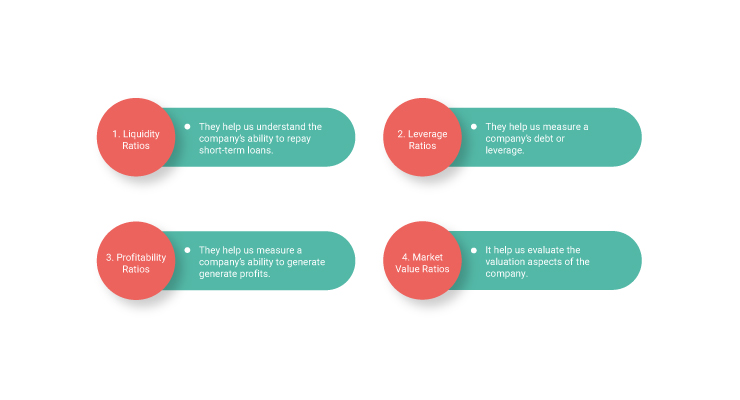 1. Liquidity
Ratios
They help us understand the
company's ability to repay
short-term loans.
2. Leverage
Ratios
They help us measure a
company's debt or
leverage.
3. Profitability
Ratios
They help us measure a
company's ability to generate
generate profits.
4. Market
Value Ratios
It help us evaluate the
valuation aspects of the
company.